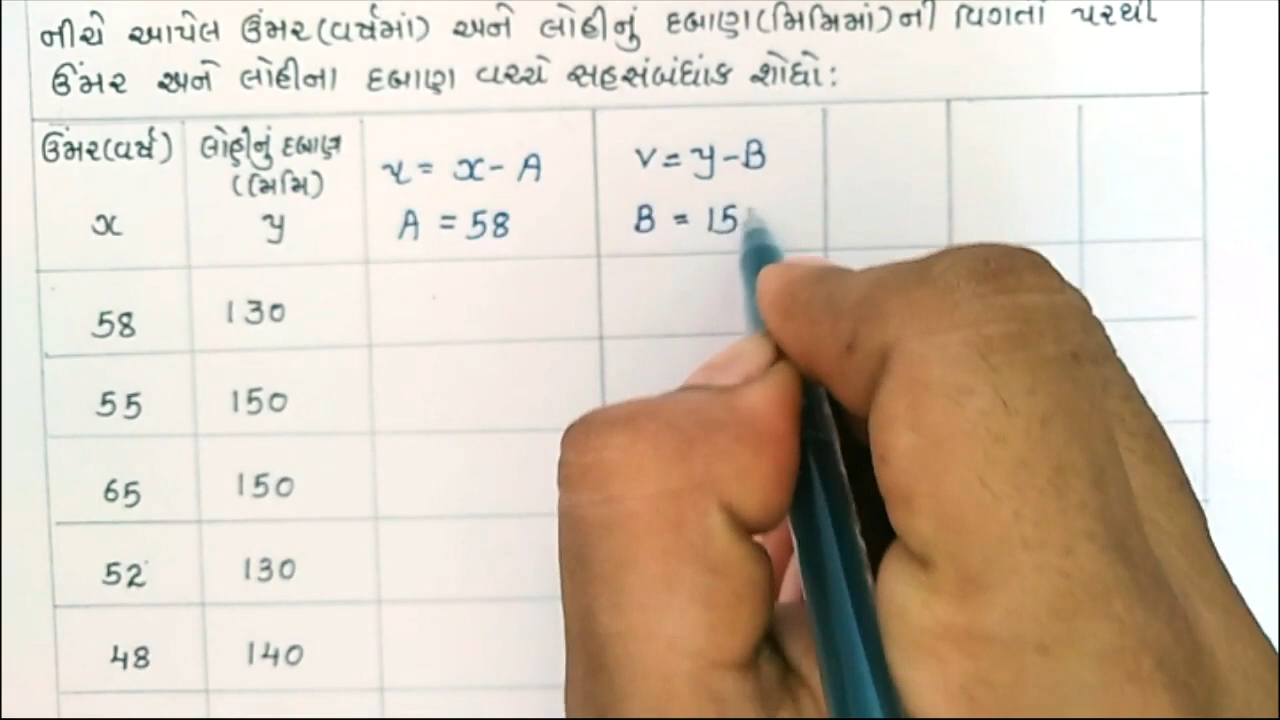 નીચે આપેલ ઉંમર(વર્ષમાં) અને લોહીનું દબાણ(મિમિમાં)ની વિગતો પરથી
ઉંમર અને લોહીના દબાણ વચ્ચે સહસંબંધાંક શોધો:
ઉંમર(વર્ષ) લોહીનું દબાણ u = x - A v = y - B
(મિમિ)
x y A = 58 B = 15
58 130
55 150
65 150
52 130
48 140